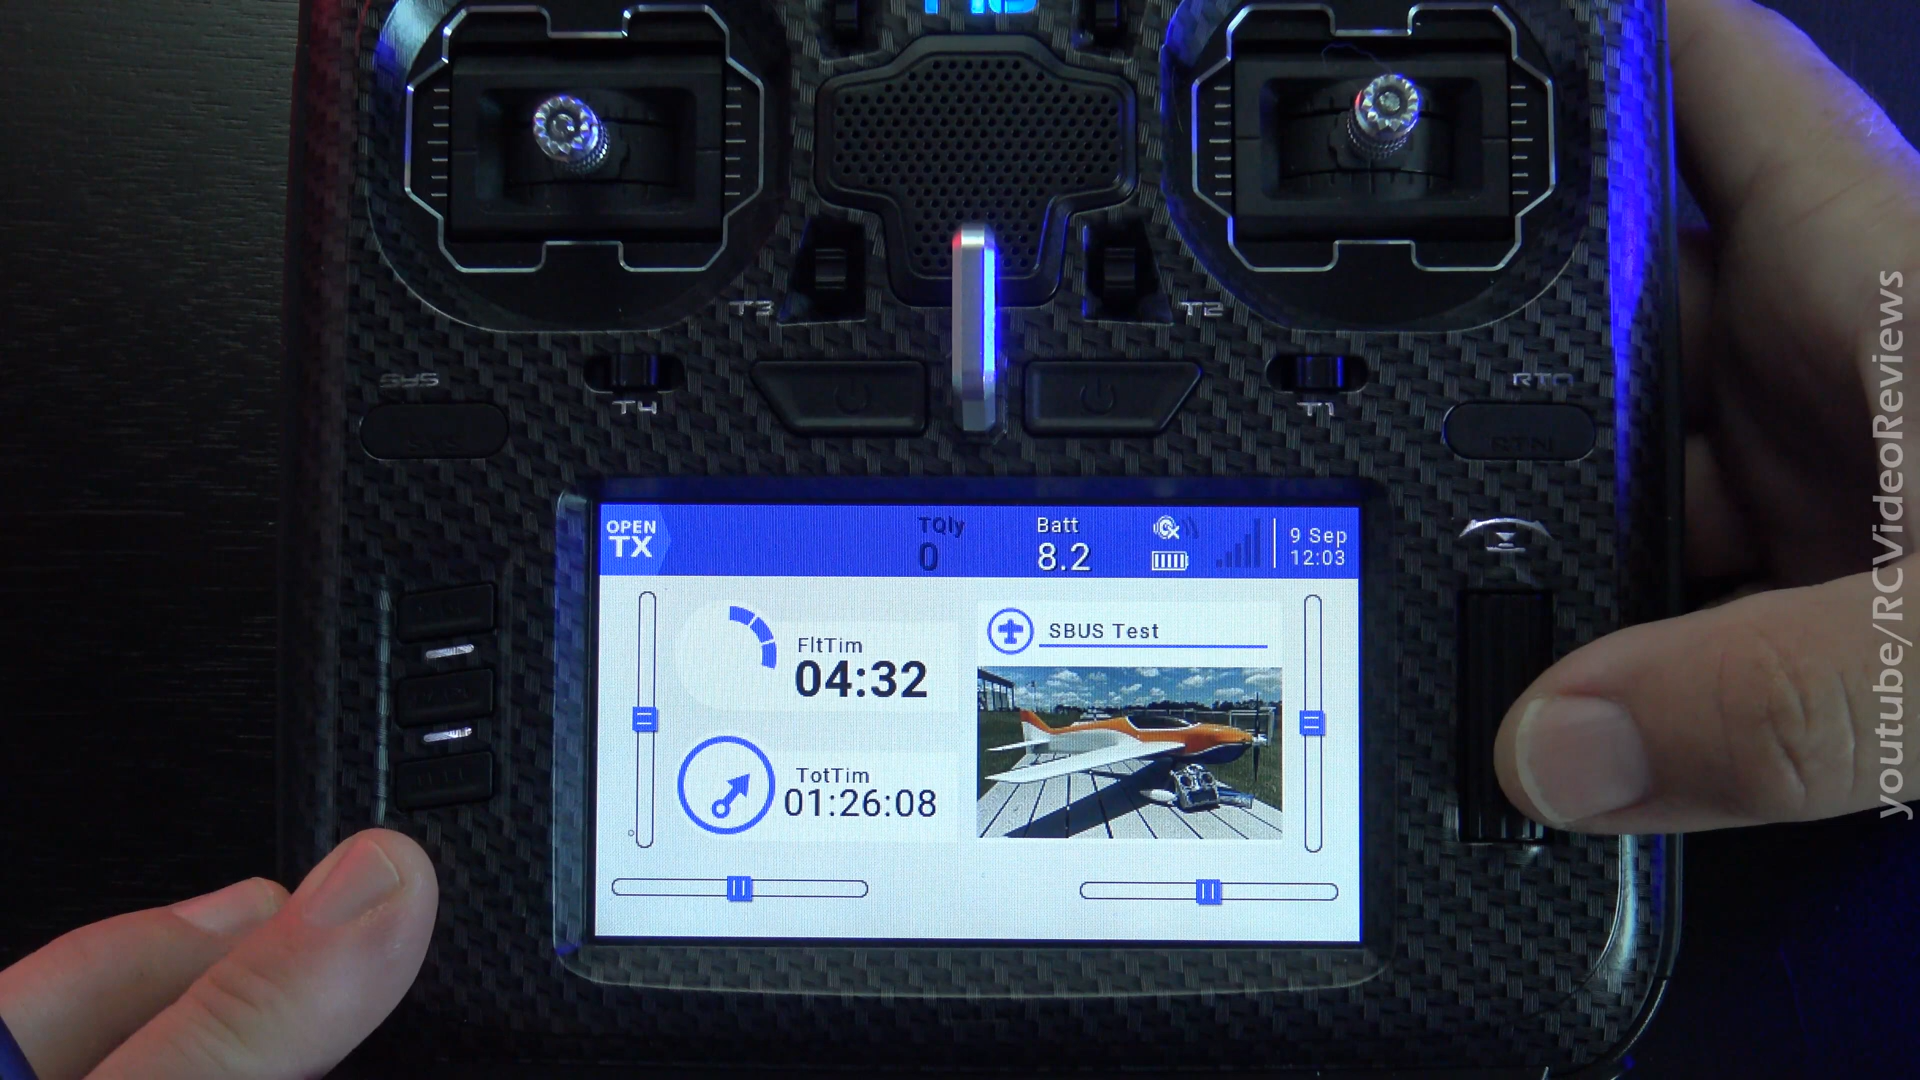 T3
T2
SYS
T4
T1
RTN
RTN
OPEN
TX
TQly
0
Batt
8.2
9 Sep
12:03
FltTim
04:32
SBUS Test
TotTim
01:26:08
youtube/RCVideoReviews